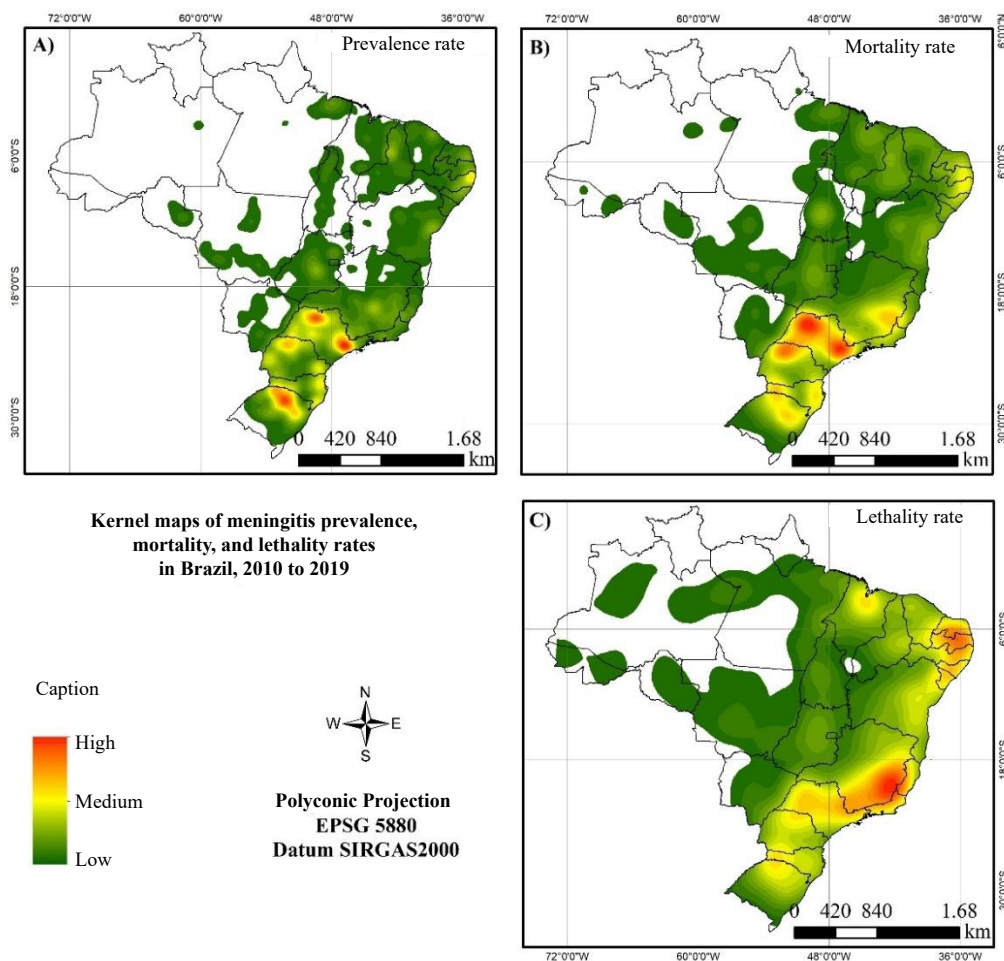 72°0'0"W 60°0'0"W 48°0'0"W 36°0'0"W
A) Prevalence rate
6°0'0"S
18°0'0"S
30°0'0"S
0 420 840 1.68
km
72°0'0"W 60°0'0"W 48°0'0"W 36°0'0"W
6°0'0"N
B) Mortality rate
6°0'0"S
18°0'0"S
30°0'0"S
0 420 840 1.68
km
Kernel maps of meningitis prevalence,
mortality, and lethality rates
in Brazil, 2010 to 2019
C) Lethality rate
6°0'0"S
18°0'0"S
30°0'0"S
0 420 840 1.68
km
72°0'0"W 60°0'0"W 48°0'0"W 36°0'0"W
Caption
High
Medium
Low
N
W E
S
Polyconic Projection
EPSG 5880
Datum SIRGAS2000